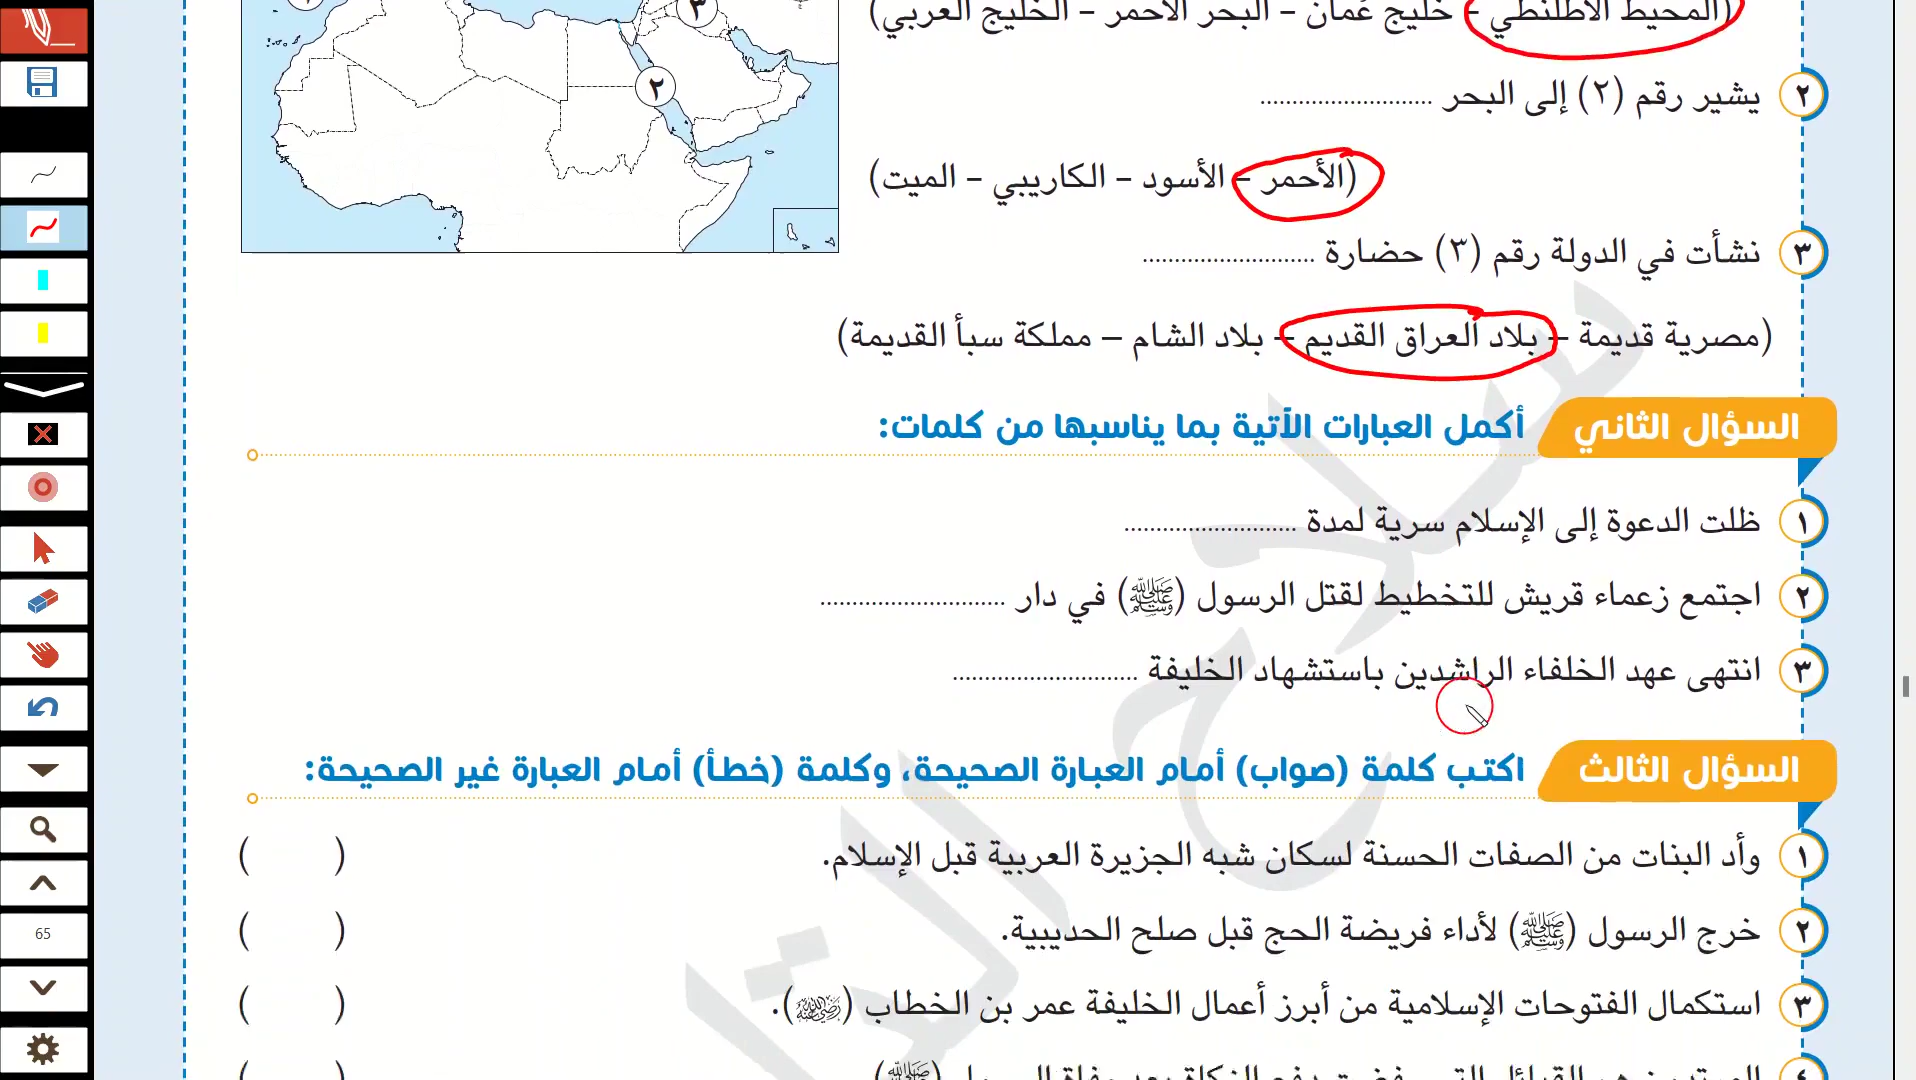 (المحيط الأطلنطي – خليج عُمان – البحر الأحمر – الخليج العربي)
٣
٢ يشير رقم (٢) إلى البحر ...........................
٢
(الأحمر – الأسود – الكاريبي – الميت)
٣ نشأت في الدولة رقم (٣) حضارة ...........................
(مصرية قديمة – بلاد العراق القديم – بلاد الشام – مملكة سبأ القديمة)
السؤال الثاني أكمل العبارات الآتية بما يناسبها من كلمات:
١ ظلت الدعوة إلى الإسلام سرية لمدة ...........................
٢ اجتمع زعماء قريش للتخطيط لقتل الرسول (ﷺ) في دار .............................
٣ انتهى عهد الخلفاء الراشدين باستشهاد الخليفة .............................
السؤال الثالث اكتب كلمة (صواب) أمام العبارة الصحيحة، وكلمة (خطأ) أمام العبارة غير الصحيحة:
١ وأد البنات من الصفات الحسنة لسكان شبه الجزيرة العربية قبل الإسلام. ( )
٢ خرج الرسول (ﷺ) لأداء فريضة الحج قبل صلح الحديبية. ( )
٣ استكمال الفتوحات الإسلامية من أبرز أعمال الخليفة عمر بن الخطاب (رضي الله عنه). ( )
65
سلاح